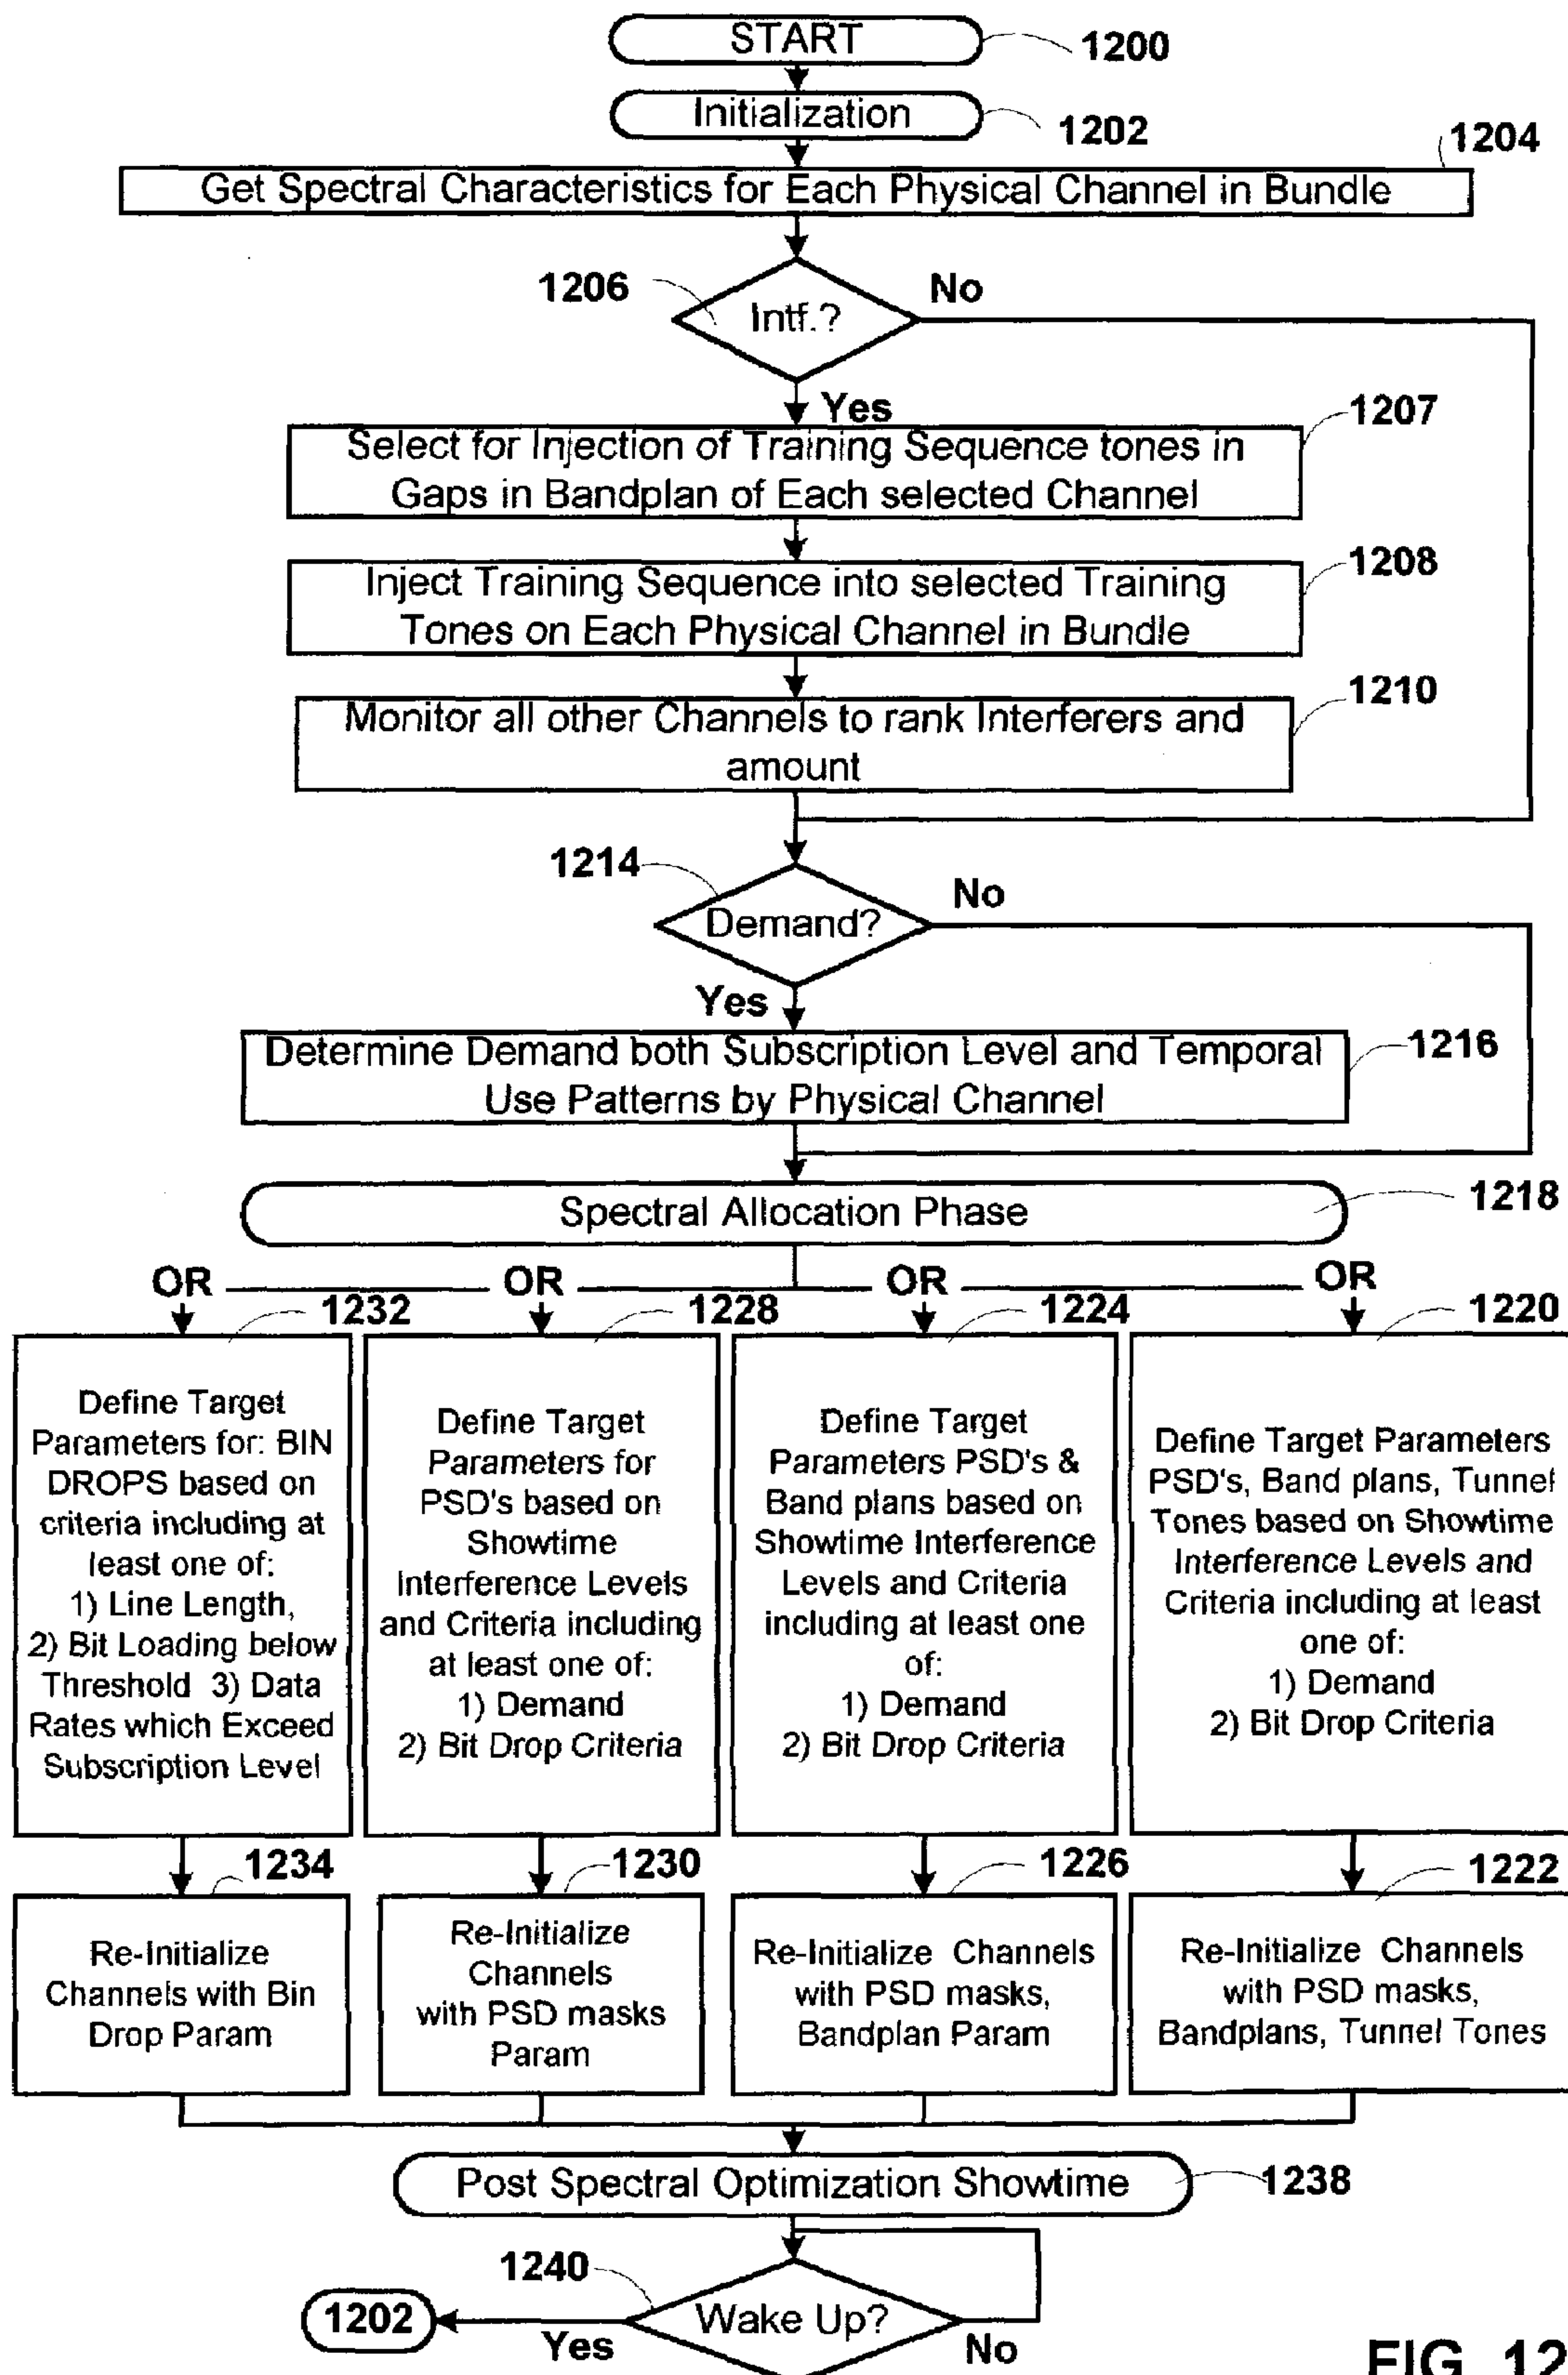 START
1200
Initialization
1202
1204
Get Spectral Characteristics for Each Physical Channel in Bundle
1206
Intf.?
No
Yes
1207
Select for Injection of Training Sequence tones in
Gaps in Bandplan of Each selected Channel
1208
Inject Training Sequence into selected Training
Tones on Each Physical Channel in Bundle
1210
Monitor all other Channels to rank Interferers and
amount
1214
Demand?
No
Yes
1216
Determine Demand both Subscription Level and Temporal
Use Patterns by Physical Channel
1218
Spectral Allocation Phase
OR
OR
OR
OR
1232
Define Target
Parameters for: BIN
DROPS based on
criteria including at
least one of:
1) Line Length,
2) Bit Loading below
Threshold 3) Data
Rates which Exceed
Subscription Level
1228
Define Target
Parameters for
PSD's based on
Showtime
Interference Levels
and Criteria including
at least one of:
1) Demand
2) Bit Drop Criteria
1224
Define Target
Parameters PSD's &
Band plans based on
Showtime Interference
Levels and Criteria
including at least one
of:
1) Demand
2) Bit Drop Criteria
1220
Define Target Parameters
PSD's, Band plans, Tunnel
Tones based on Showtime
Interference Levels and
Criteria including at least
one of:
1) Demand
2) Bit Drop Criteria
1234
Re-Initialize
Channels with Bin
Drop Param
1230
Re-Initialize
Channels
with PSD masks
Param
1226
Re-Initialize Channels
with PSD masks,
Bandplan Param
1222
Re-Initialize Channels
with PSD masks,
Bandplans, Tunnel Tones
Post Spectral Optimization Showtime
1238
1240
Wake Up?
1202
Yes
No
FIG. 12